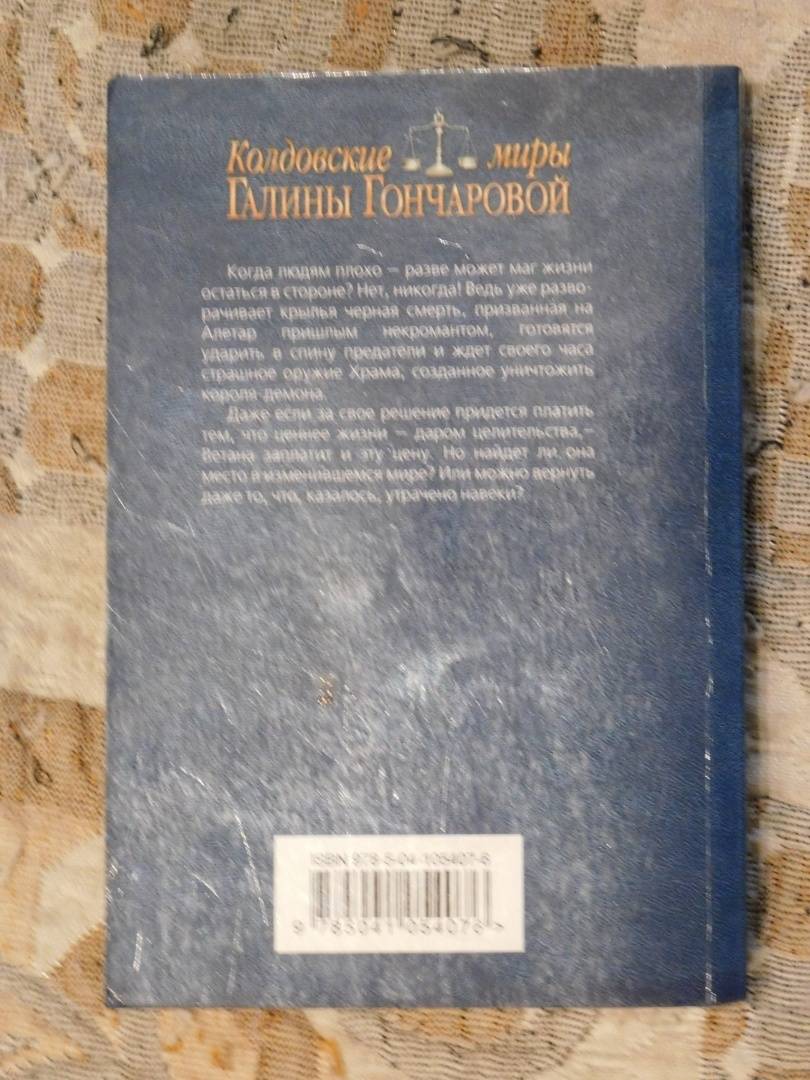 Колдовские миры
ГАЛИНЫ ГОНЧАРОВОЙ
Когда людям плохо – разве может маг жизни
остаться в стороне? Нет, никогда! Ведь уже разво-
рачивает крылья черная смерть, призванная на
Алетар пришлым некромантом, готовятся
ударить в спину предатели и ждет своего часа
страшное оружие Храма, созданное уничтожить
короля-демона.
Даже если за свое решение придется платить
тем, что ценнее жизни – даром целительства,–
Ветана заплатит и эту цену. Но найдет ли она
место в изменившемся мире? Или можно вернуть
даже то, что, казалось, утрачено навеки?
ISBN 978-5-04-105407-6
9 785041 054076 >